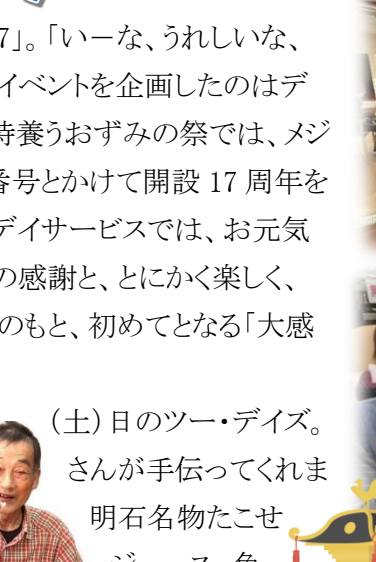 7」。「い－な、うれしいな、
イベントを企画したのはデ
特養うおずみの祭では、メジ
番号とかけて開設 17 周年を
デイサービスでは、お元気
の感謝と、とにかく楽しく、
のもと、初めてとなる「大感
（土）日のツー・デイズ。
さんが手伝ってくれま
明石名物たこせ